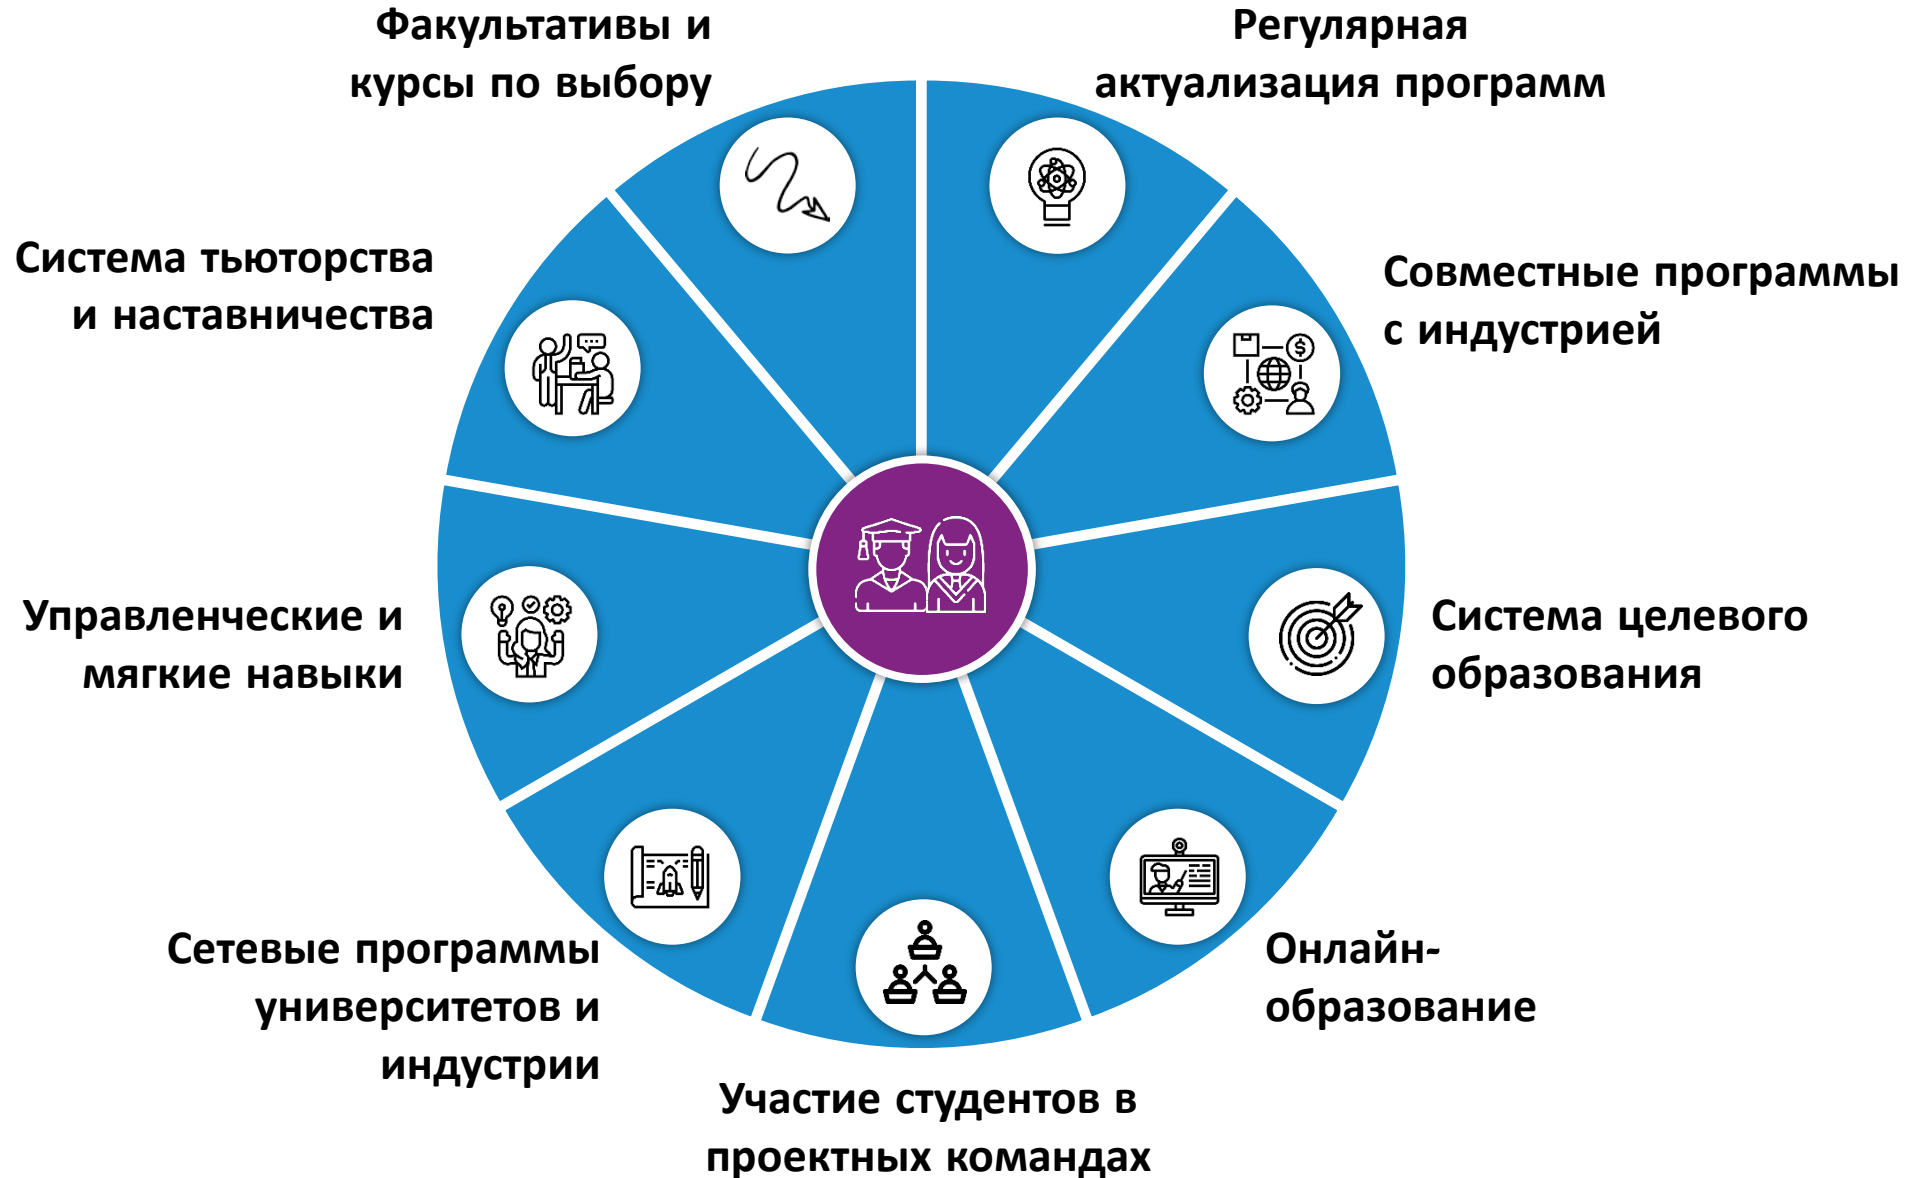 Факультативы и
курсы по выбору
Регулярная
актуализация программ
Система тьюторства
и наставничества
Совместные программы
с индустрией
Управленческие и
мягкие навыки
Система целевого
образования
Сетевые программы
университетов и
индустрии
Онлайн-
образование
Участие студентов в
проектных командах